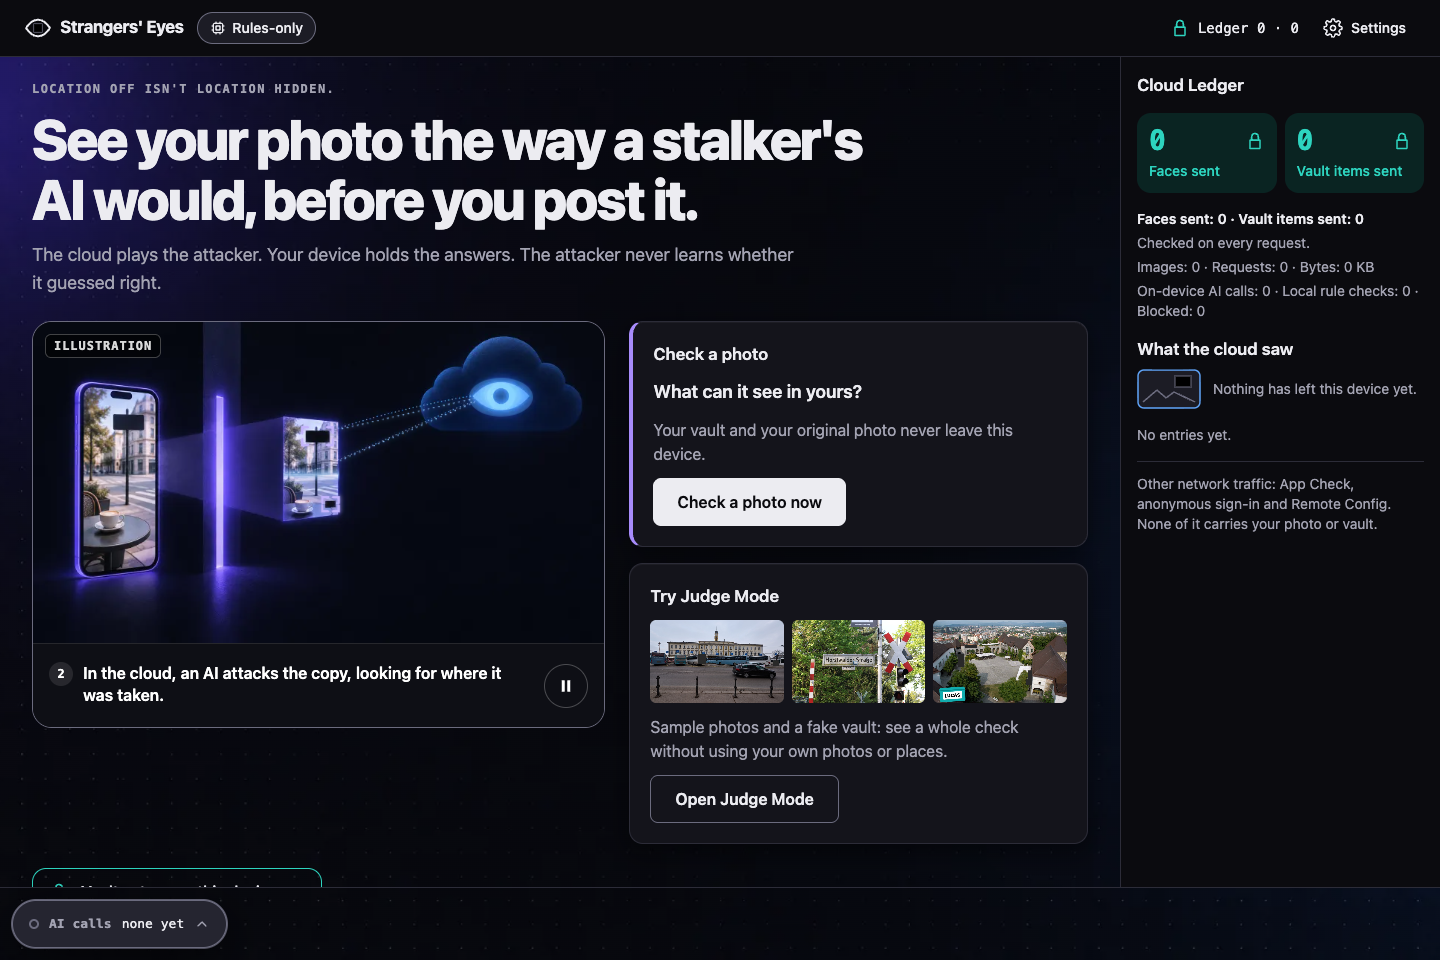 Strangers' Eyes
Rules-only
Ledger 0 · 0
Settings
LOCATION OFF ISN'T LOCATION HIDDEN.
See your photo the way a stalker's
AI would, before you post it.
The cloud plays the attacker. Your device holds the answers. The attacker never learns whether
it guessed right.
ILLUSTRATION
2
In the cloud, an AI attacks the copy, looking for where it
was taken.
Check a photo
What can it see in yours?
Your vault and your original photo never leave this
device.
Check a photo now
Try Judge Mode
LUCAS
Sample photos and a fake vault: see a whole check
without using your own photos or places.
Open Judge Mode
Cloud Ledger
0
Faces sent
0
Vault items sent
Faces sent: 0 · Vault items sent: 0
Checked on every request.
Images: 0 · Requests: 0 · Bytes: 0 KB
On-device AI calls: 0 · Local rule checks: 0 ·
Blocked: 0
What the cloud saw
Nothing has left this device yet.
No entries yet.
Other network traffic: App Check,
anonymous sign-in and Remote Config.
None of it carries your photo or vault.
AI calls none yet